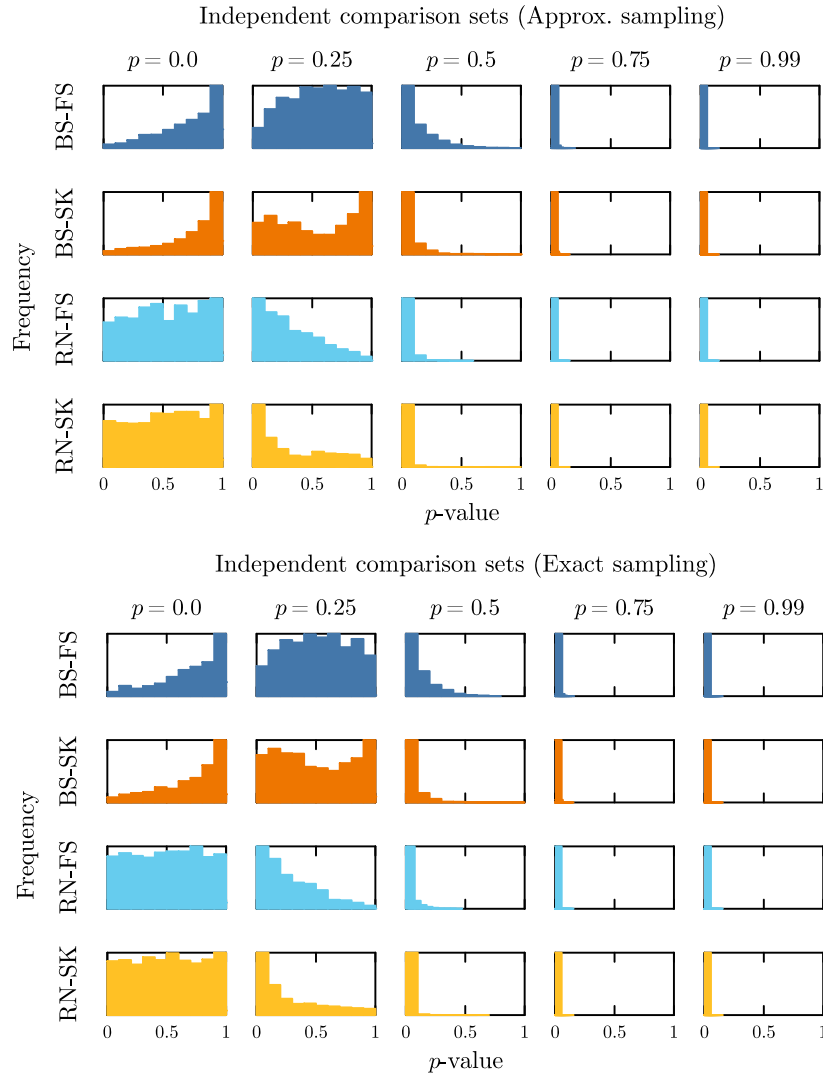 Independent comparison sets (Approx. sampling)
p = 0.0 p = 0.25 p = 0.5 p = 0.75 p = 0.99
BS-FS
BS-SK
RN-FS
RN-SK
Frequency
0 0.5 1 0 0.5 1 0 0.5 1 0 0.5 1 0 0.5 1
p-value
Independent comparison sets (Exact sampling)
p = 0.0 p = 0.25 p = 0.5 p = 0.75 p = 0.99
BS-FS
BS-SK
RN-FS
RN-SK
Frequency
0 0.5 1 0 0.5 1 0 0.5 1 0 0.5 1 0 0.5 1
p-value